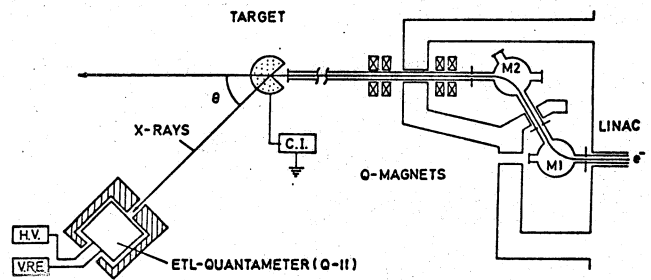 TARGET
M2
θ
X-RAYS
C.I.
LINAC
e⁻
Q-MAGNETS
M1
H.V.
V.R.E.
ETL-QUANTAMETER(Q-II)